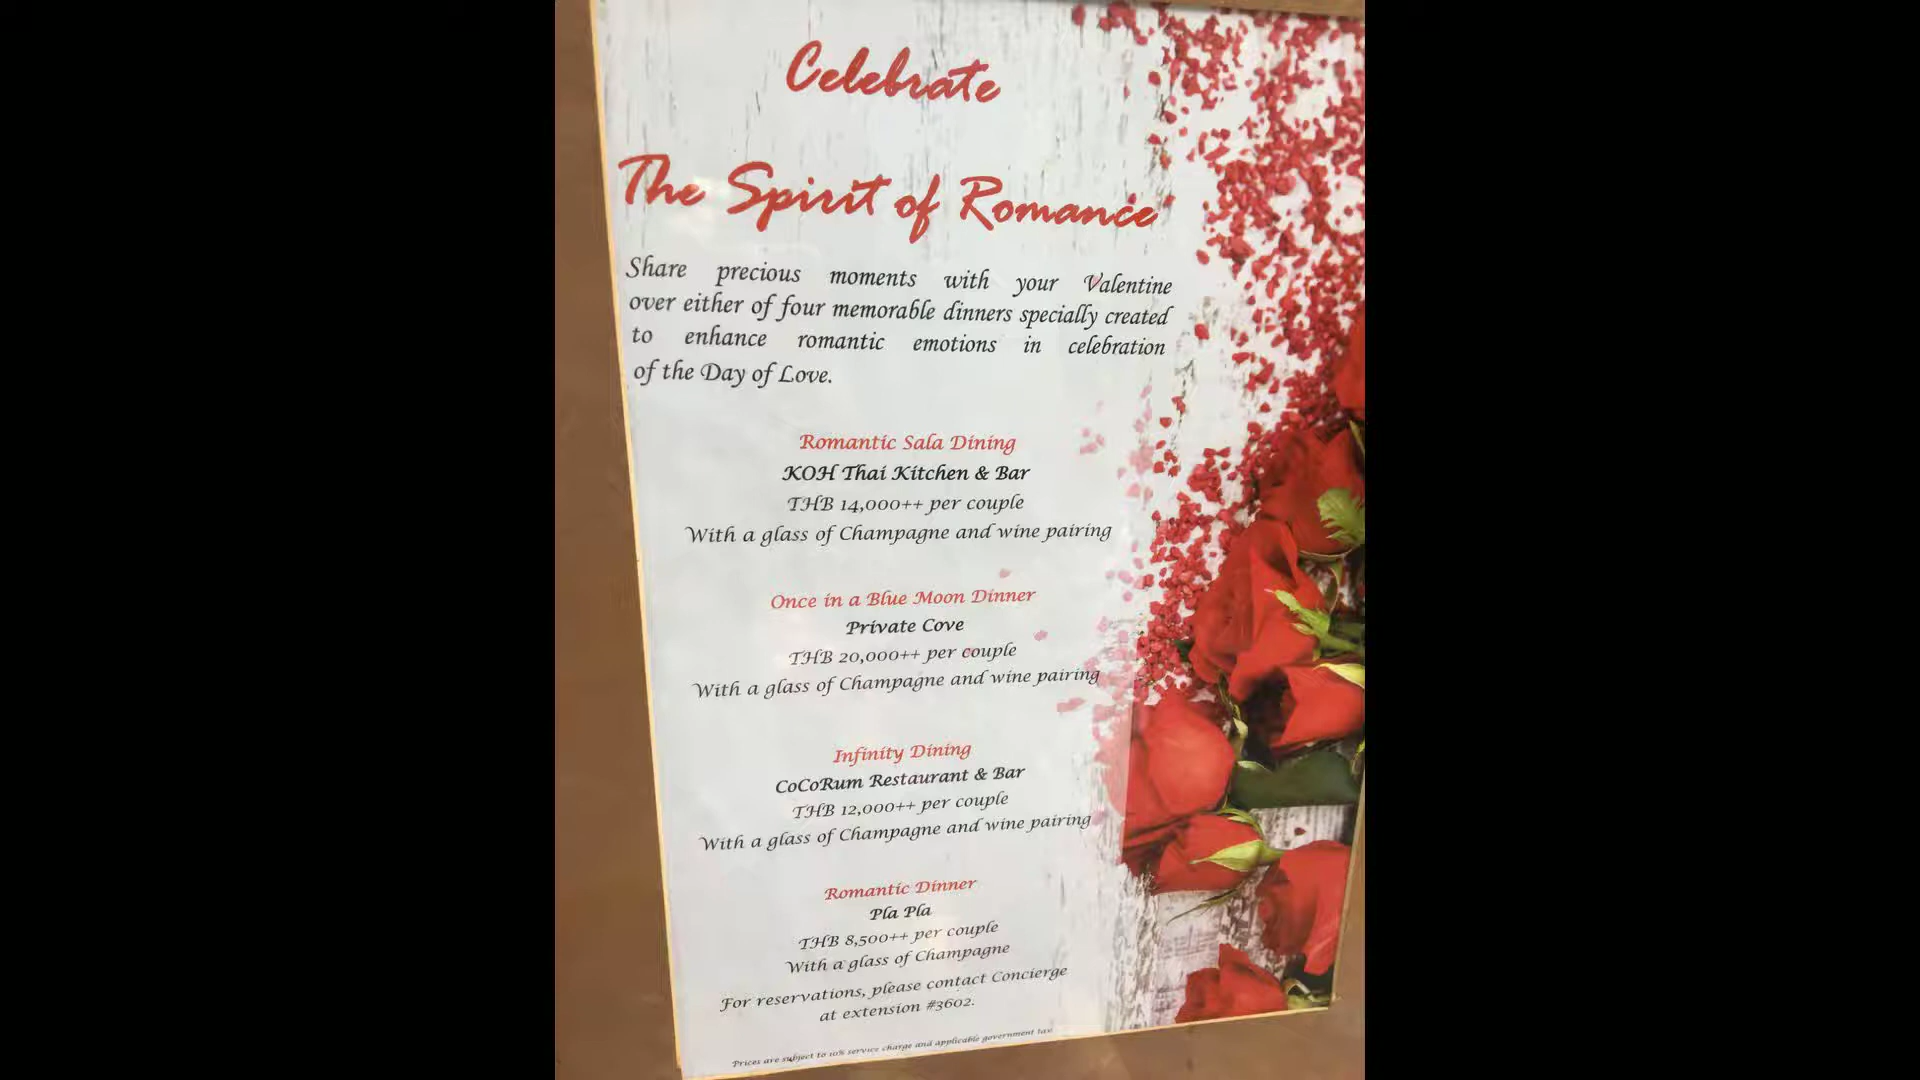 Celebrate
The Spirit of Romance
Share precious moments with your Valentine
over either of four memorable dinners specially created
to enhance romantic emotions in celebration
of the Day of Love.
Romantic Sala Dining
KOH Thai Kitchen & Bar
THB 14,000++ per couple
With a glass of Champagne and wine pairing
Once in a Blue Moon Dinner
Private Cove
THB 20,000++ per couple
With a glass of Champagne and wine pairing
Infinity Dining
CoCoRum Restaurant & Bar
THB 12,000++ per couple
With a glass of Champagne and wine pairing
Romantic Dinner
Pla Pla
THB 8,500++ per couple
With a glass of Champagne
For reservations, please contact Concierge
at extension #3602.
Prices are subject to 10% service charge and applicable government tax